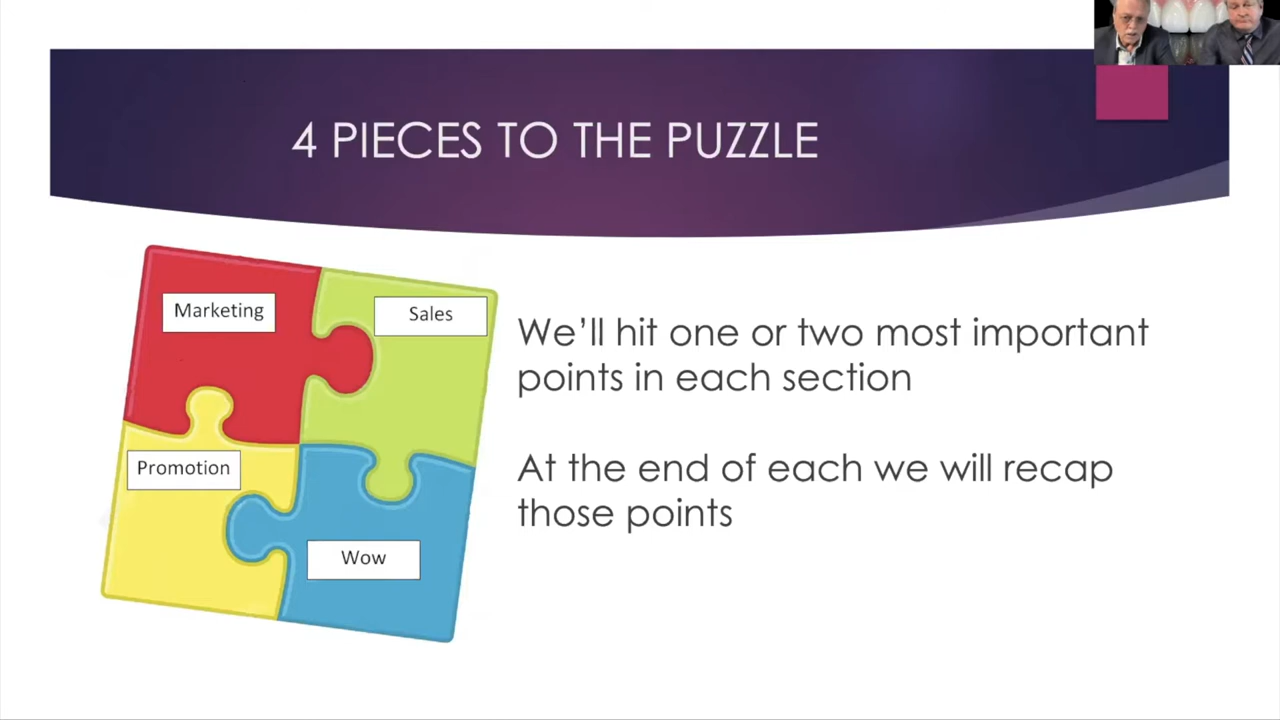 4 PIECES TO THE PUZZLE
Marketing
Sales
Promotion
Wow
We'll hit one or two most important
points in each section
At the end of each we will recap
those points